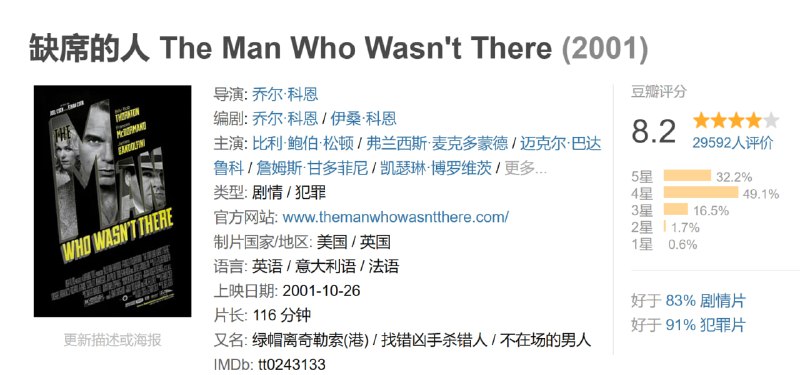 缺席的人 The Man Who Wasn't There (2001)
THORNTON
McDORMAND
GANDOLFINI
THE
MAN
WHO WASN'T THERE
更新描述或海报
导演: 乔尔·科恩
编剧: 乔尔·科恩 / 伊桑·科恩
主演: 比利·鲍伯·松顿 / 弗兰西斯·麦克多蒙德 / 迈克尔·巴达
鲁科 / 詹姆斯·甘多菲尼 / 凯瑟琳·博罗维茨 / 更多...
类型: 剧情 / 犯罪
官方网站: www.themanwhowasntthere.com/
制片国家/地区: 美国 / 英国
语言: 英语 / 意大利语 / 法语
上映日期: 2001-10-26
片长: 116 分钟
又名: 绿帽离奇勒索(港) / 找错凶手杀错人 / 不在场的男人
IMDb: tt0243133
豆瓣评分
8.2
29592人评价
5星 32.2%
4星 49.1%
3星 16.5%
2星 1.7%
1星 0.6%
好于 83% 剧情片
好于 91% 犯罪片